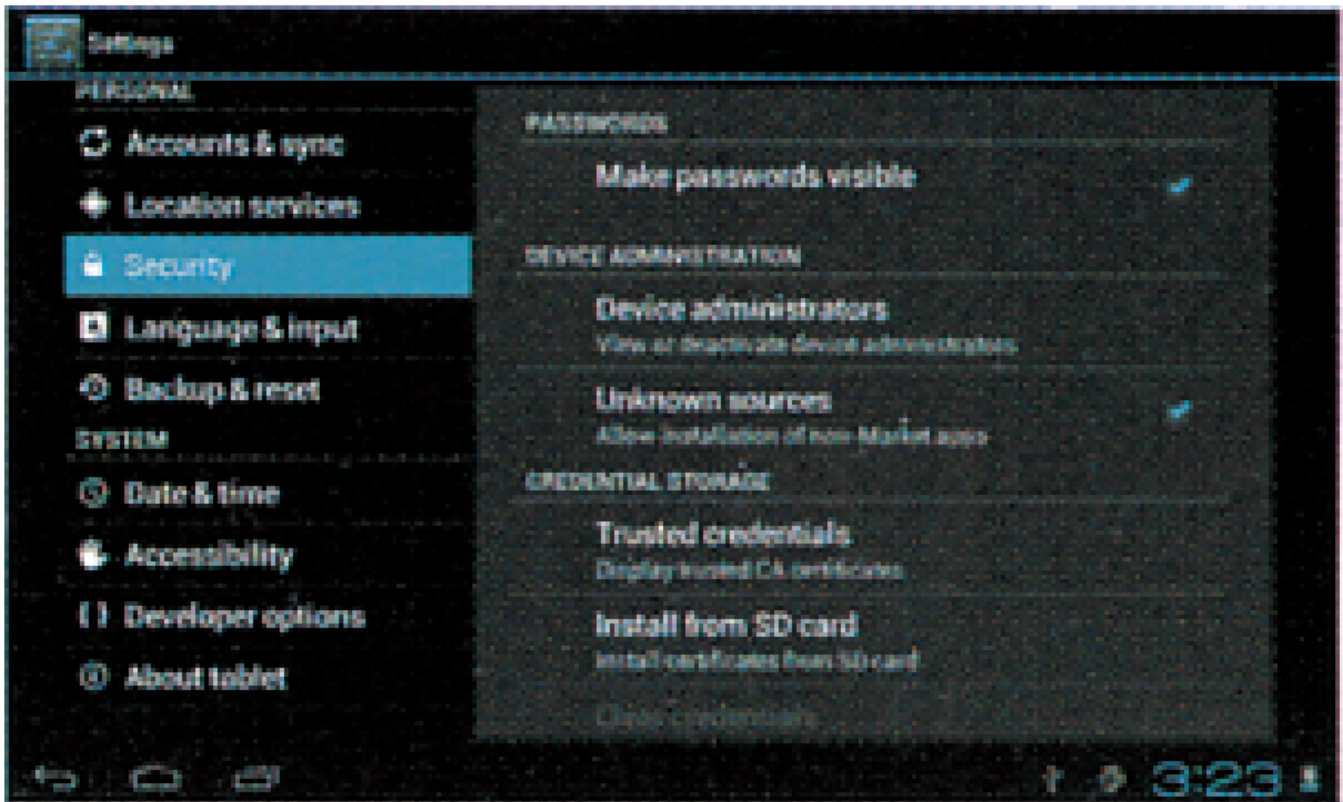 Settings
PERSONAL
Accounts & sync
Location services
Security
Language & input
Backup & reset
SYSTEM
Date & time
Accessibility
Developer options
About tablet
PASSWORDS
Make passwords visible
DEVICE ADMINISTRATION
Device administrators
View or deactivate device administrators
Unknown sources
Allow installation of non-Market apps
CREDENTIAL STORAGE
Trusted credentials
Display trusted CA certificates
Install from SD card
Install certificates from SD card
Clear credentials
3:23